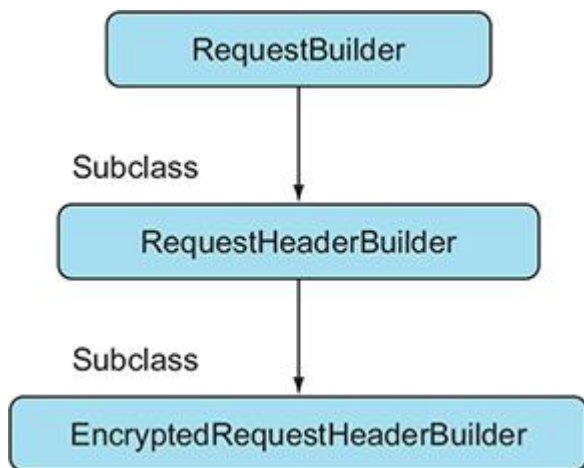 RequestBuilder
Subclass
RequestHeaderBuilder
Subclass
EncryptedRequestHeaderBuilder